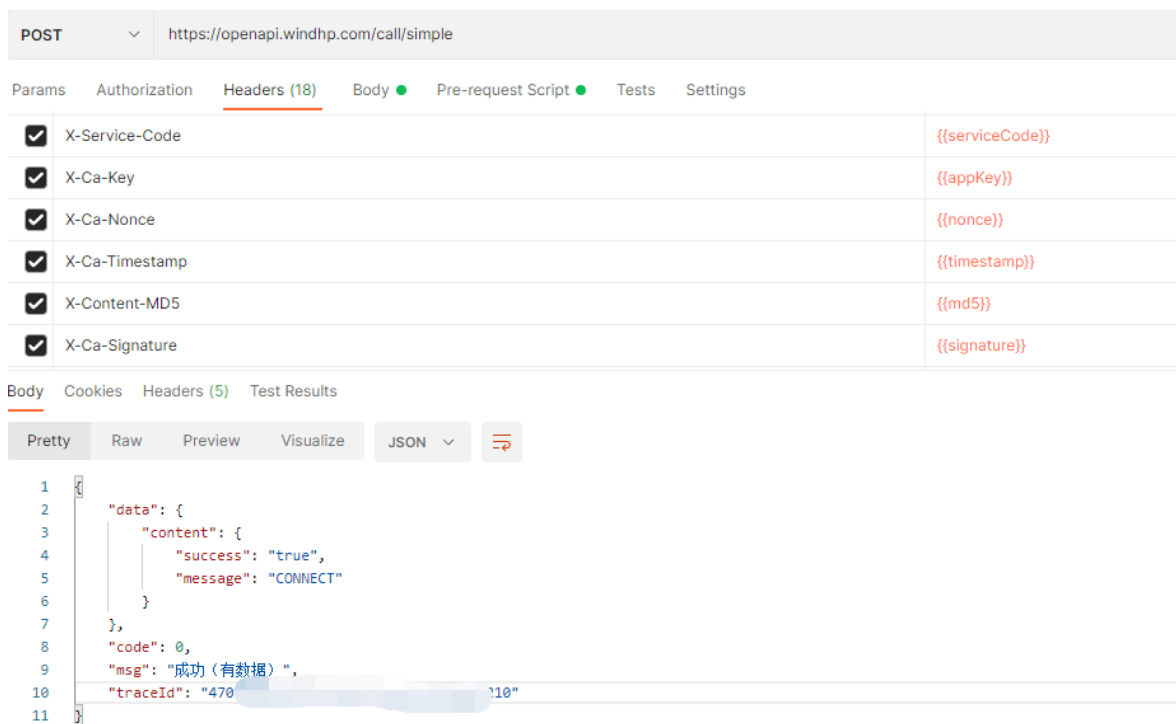 POST https://openapi.windhp.com/call/simple
Params Authorization Headers (18) Body Pre-request Script Tests Settings
X-Service-Code {{serviceCode}}
X-Ca-Key {{appKey}}
X-Ca-Nonce {{nonce}}
X-Ca-Timestamp {{timestamp}}
X-Content-MD5 {{md5}}
X-Ca-Signature {{signature}}
Body Cookies Headers (5) Test Results
Pretty Raw Preview Visualize JSON
1 {
2 "data": {
3 "content": {
4 "success": "true",
5 "message": "CONNECT"
6 }
7 },
8 "code": 0,
9 "msg": "成功（有数据）",
10 "traceId": "470 210"
11 }